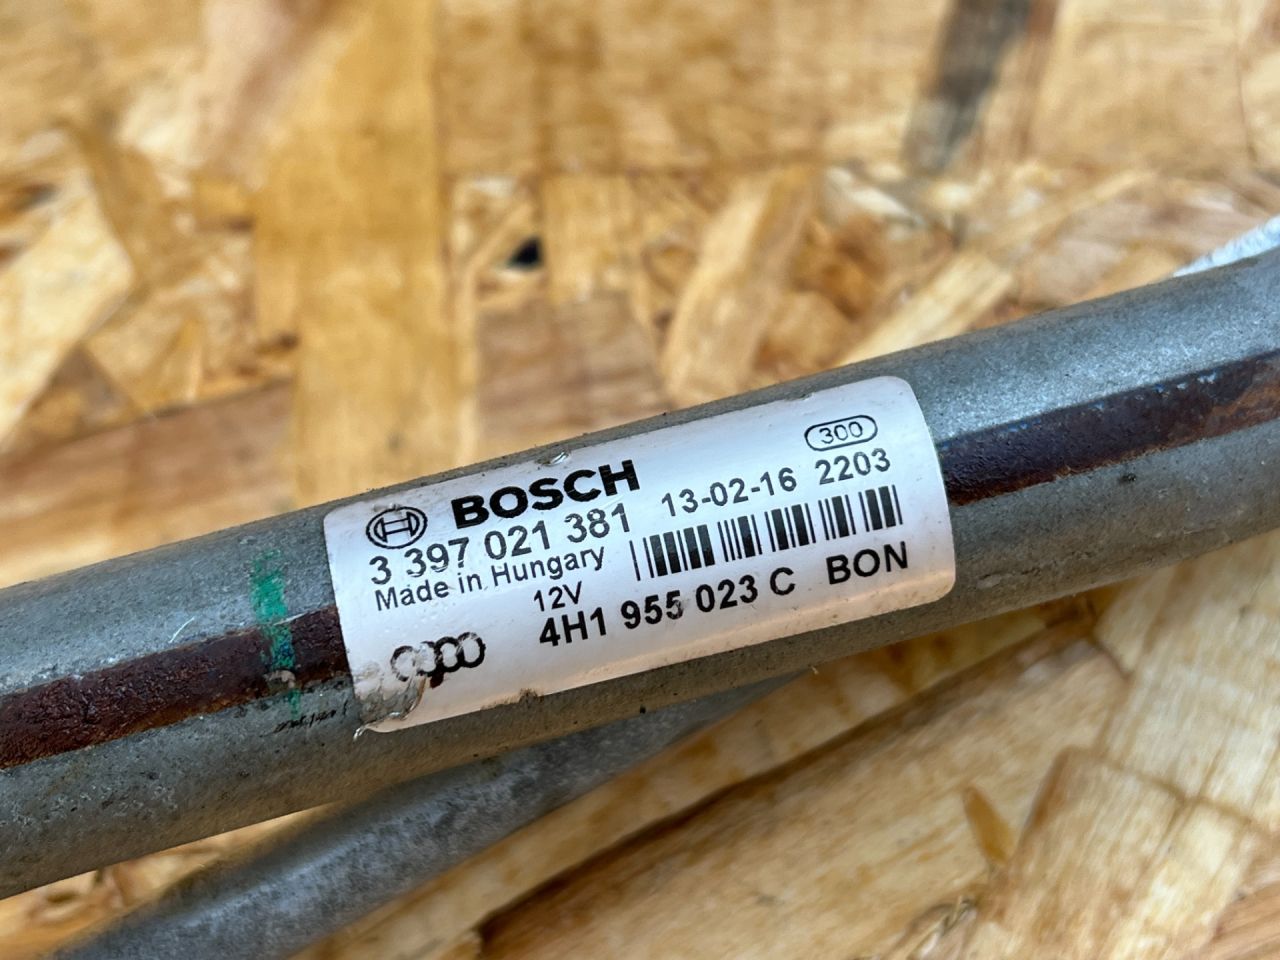 BOSCH
300
3 397 021 381 13-02-16 2203
Made in Hungary
12V
4H1 955 023 C BON